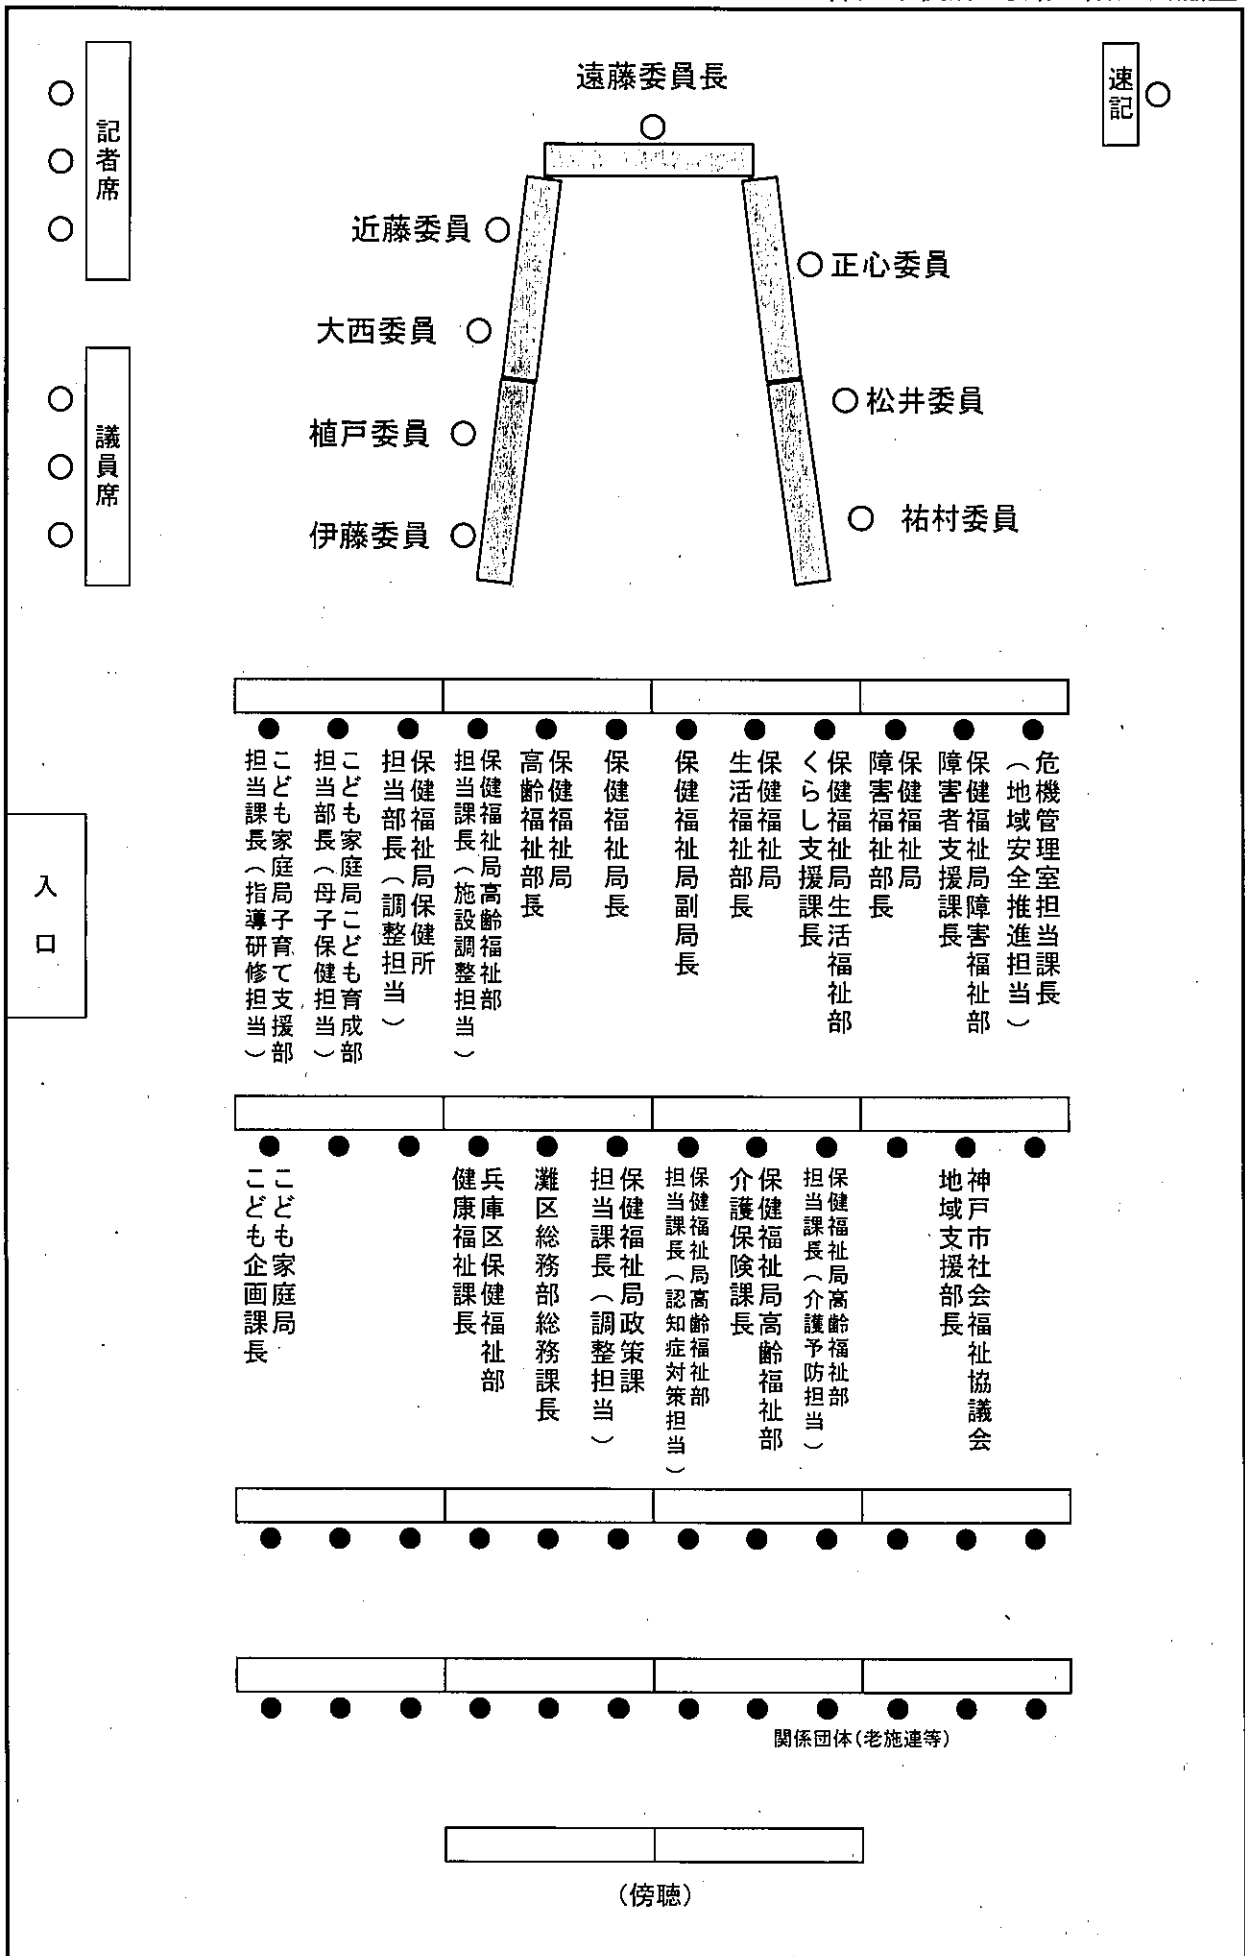 遠藤委員長
速記
記者席
近藤委員
正心委員
大西委員
松井委員
議員席
植戸委員
祐村委員
伊藤委員
入口
こども家庭局子育て支援部
担当課長（指導研修担当）
こども家庭局こども育成部
担当部長（母子保健担当）
保健福祉局保健所
担当部長（調整担当）
保健福祉局高齢福祉部
担当課長（施設調整担当）
保健福祉局
高齢福祉部長
保健福祉局長
保健福祉局副局長
保健福祉局
生活福祉部長
保健福祉局生活福祉部
くらし支援課長
保健福祉局
障害福祉部長
保健福祉局障害福祉部
障害者支援課長
危機管理室担当課長
（地域安全推進担当）
こども家庭局
こども企画課長
兵庫区保健福祉部
健康福祉課長
灘区総務部総務課長
保健福祉局政策課
担当課長（調整担当）
保健福祉局高齢福祉部
担当課長（認知症対策担当）
保健福祉局高齢福祉部
介護保険課長
保健福祉局高齢福祉部
担当課長（介護予防担当）
神戸市社会福祉協議会
地域支援部長
関係団体（老施連等）
（傍聴）